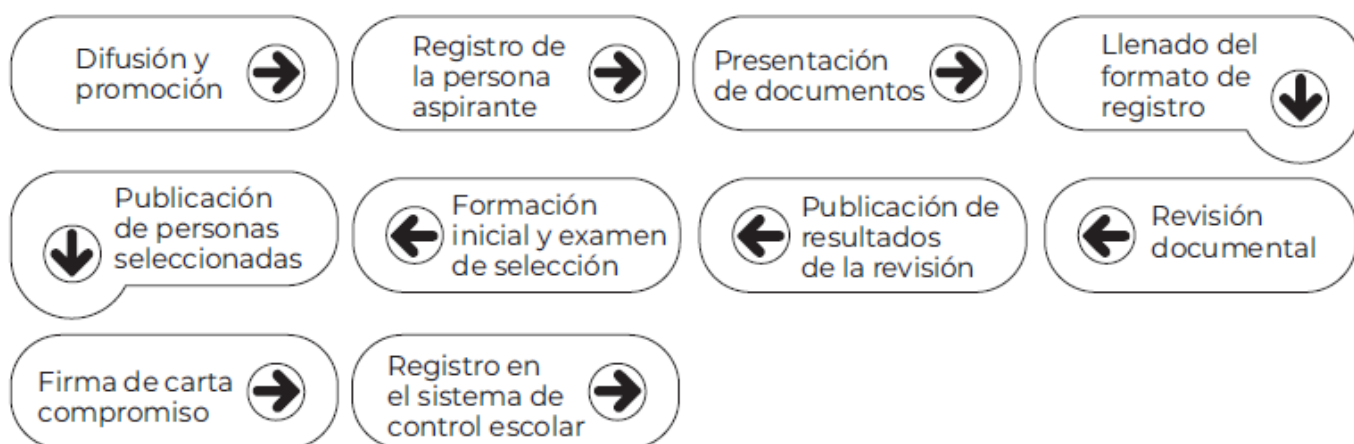 Difusión y
promoción
Registro de
la persona
aspirante
Presentación
de documentos
Llenado del
formato de
registro
Revisión
documental
Publicación de
resultados
de la revisión
Formación
inicial y examen
de selección
Publicación
de personas
seleccionadas
Firma de carta
compromiso
Registro en
el sistema de
control escolar